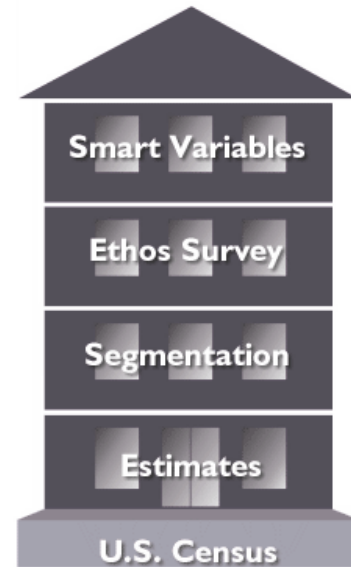 Smart Variables
Ethos Survey
Segmentation
Estimates
U.S. Census